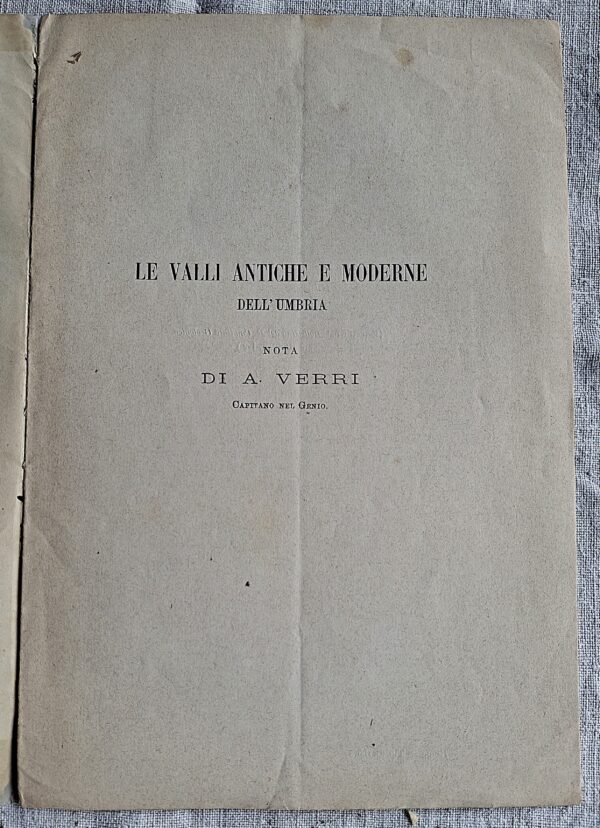 LE VALLI ANTICHE E MODERNE
DELL'UMBRIA
NOTA
DI A. VERRI
CAPITANO NEL GENIO.